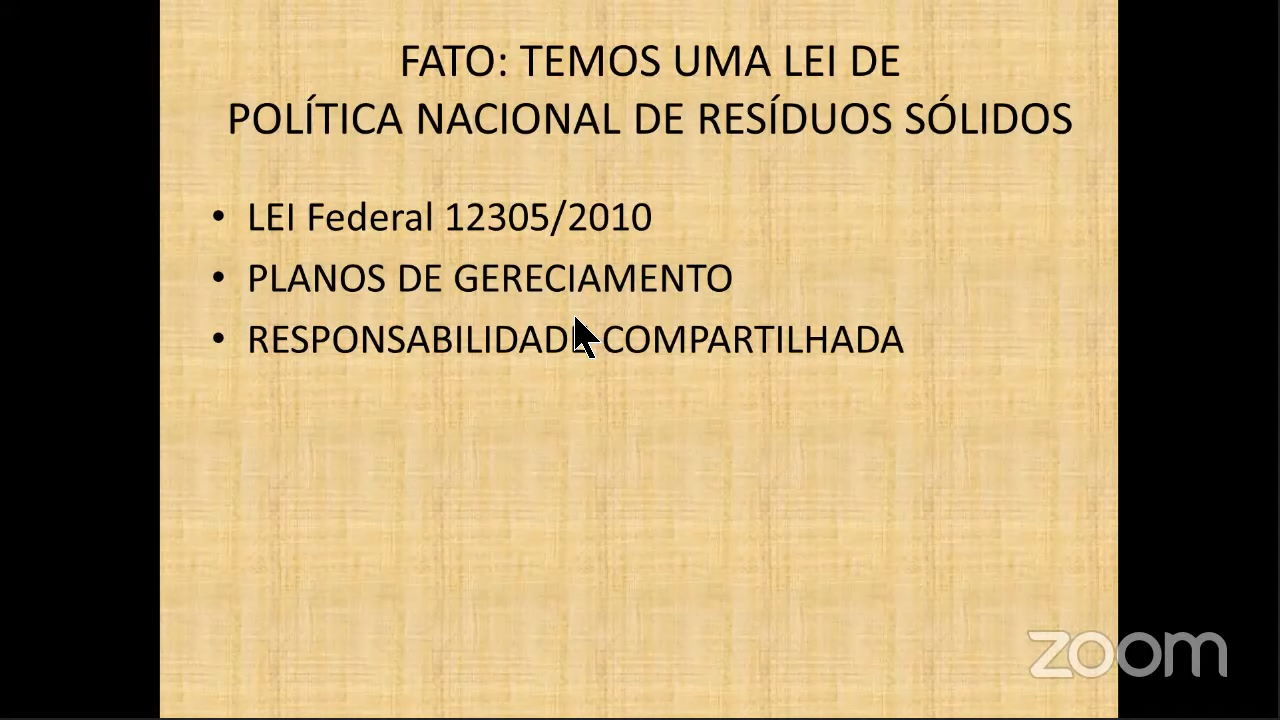 FATO: TEMOS UMA LEI DE
POLÍTICA NACIONAL DE RESÍDUOS SÓLIDOS
• LEI Federal 12305/2010
• PLANOS DE GERECIAMENTO
• RESPONSABILIDADE COMPARTILHADA
zoom